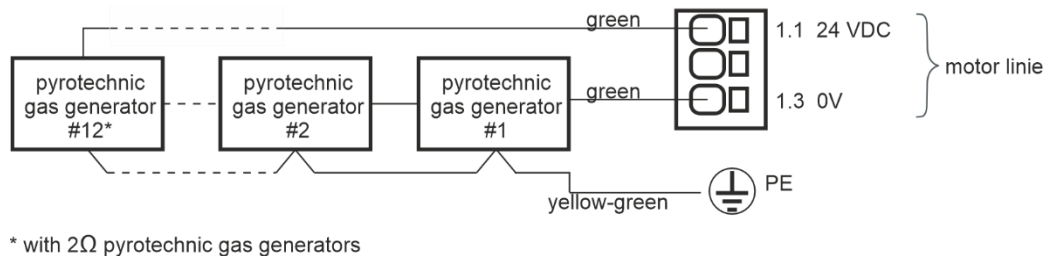 green
1.1 24 VDC
pyrotechnic
gas generator
#12*
pyrotechnic
gas generator
#2
pyrotechnic
gas generator
#1
green
1.3 0V
motor linie
yellow-green
PE
* with 2Ω pyrotechnic gas generators